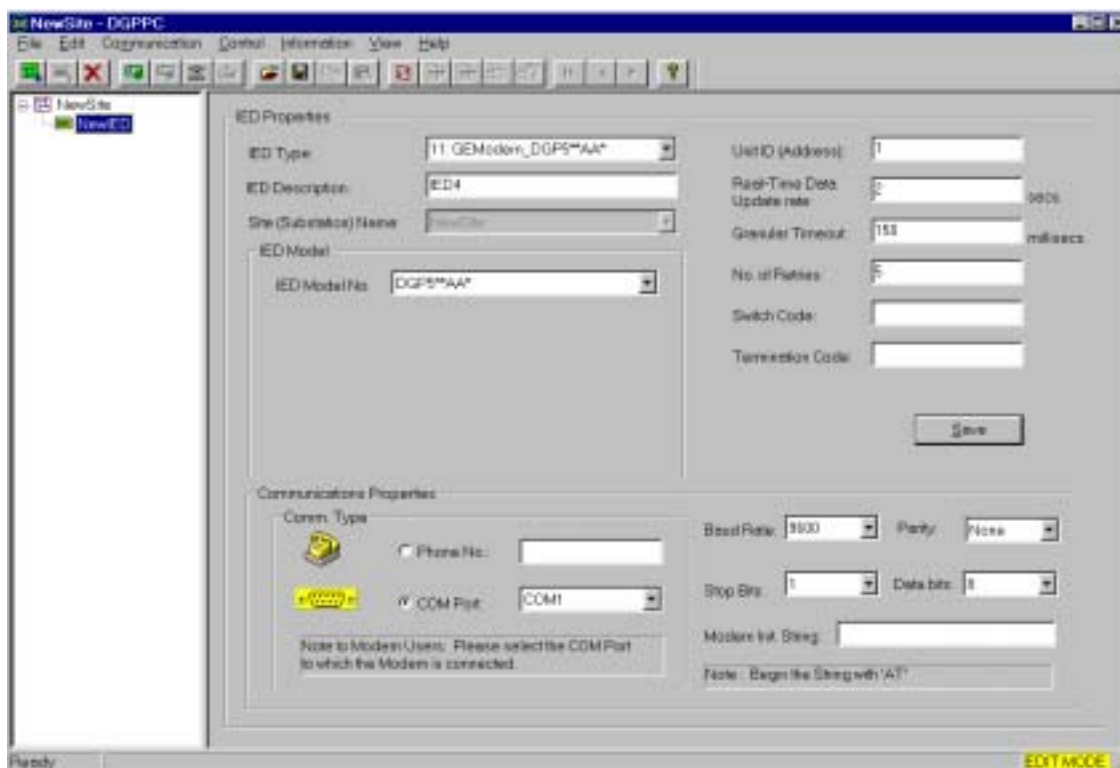 NewSite - DGPPC
File Edit Communication Control Information View Help
NewSite
NewIED
IED Properties
IED Type: 11: GEModem_DGP5**AA*
IED Description: IED4
Site (Substation) Name: NewSite
IED Model
IED Model No: DGP5**AA*
Unit ID (Address): 1
Real-Time Data Update rate: 2 secs
Granular Timeout: 150 millisecs
No. of Retries: 5
Switch Code:
Termination Code:
Save
Communications Properties
Comm. Type
Phone No.:
COM Port: COM1
Note to Modem Users: Please select the COM Port
to which the Modem is connected.
Baud Rate: 9600 Parity: None
Stop Bits: 1 Data bits: 8
Modem Init. String:
Note : Begin the String with 'AT'
Ready
EDIT MODE